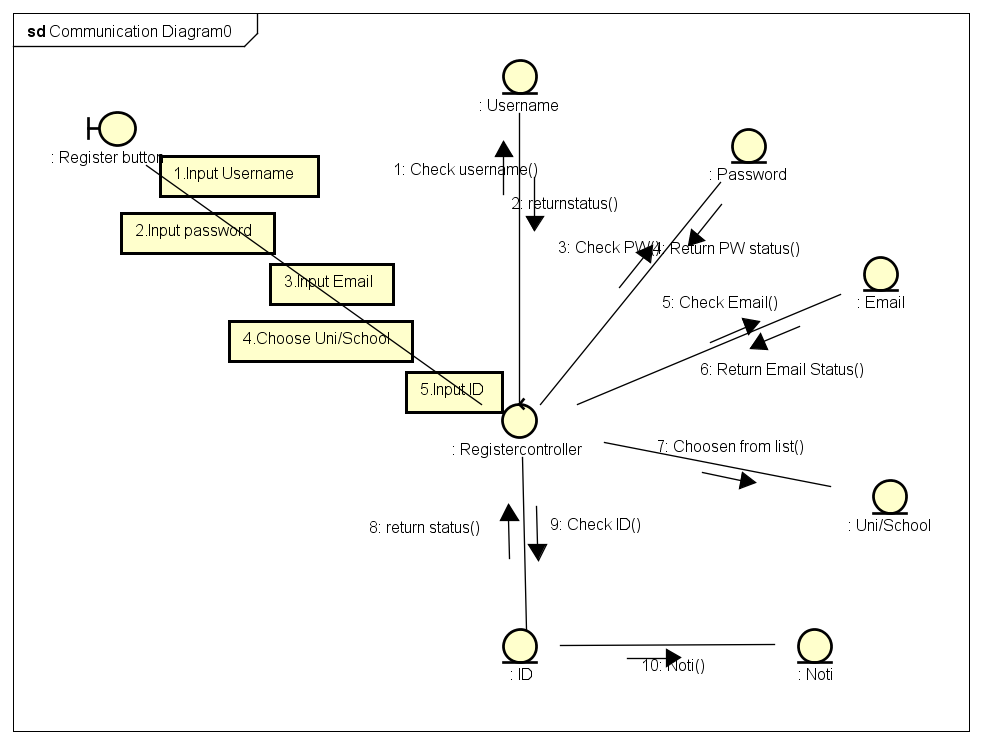 sd Communication Diagram0
: Username
: Register button
1.Input Username
1: Check username()
: Password
2: returnstatus()
2.Input password
3: Check PW()
4: Return PW status()
3.Input Email
5: Check Email()
: Email
4.Choose Uni/School
6: Return Email Status()
5.Input ID
: Registercontroller
7: Choosen from list()
8: return status()
9: Check ID()
: Uni/School
10: Noti()
: ID
: Noti